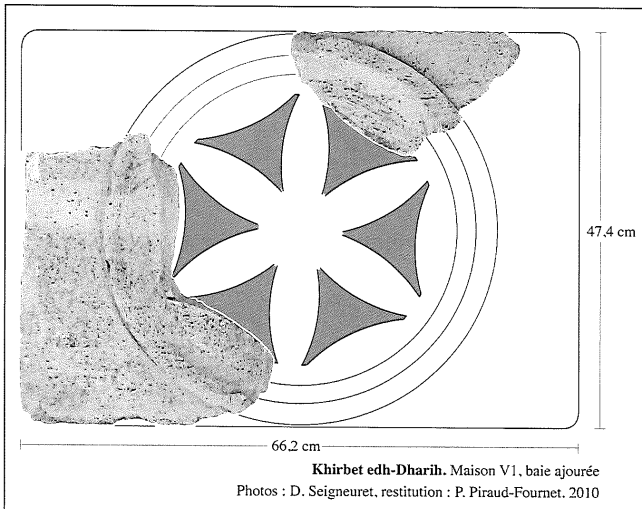 47,4 cm
66,2 cm
Khirbet edh-Dharih. Maison V1, baie ajourée
Photos : D. Seigneuret, restitution : P. Piraud-Fournet. 2010